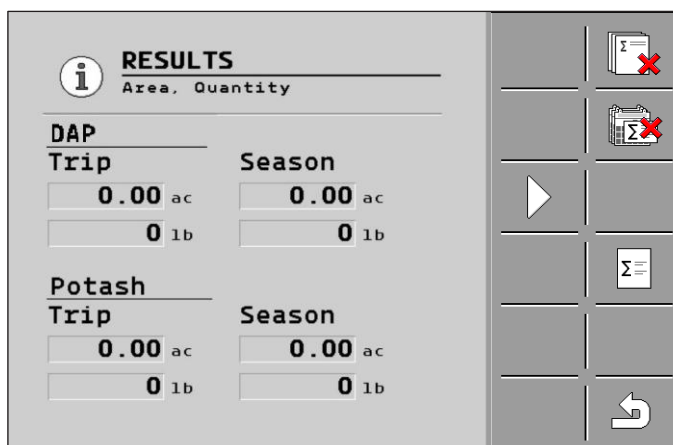 i RESULTS
Area, Quantity
DAP
Trip Season
0.00 ac 0.00 ac
0 lb 0 lb
Potash
Trip Season
0.00 ac 0.00 ac
0 lb 0 lb
Σ
Σ
Σ